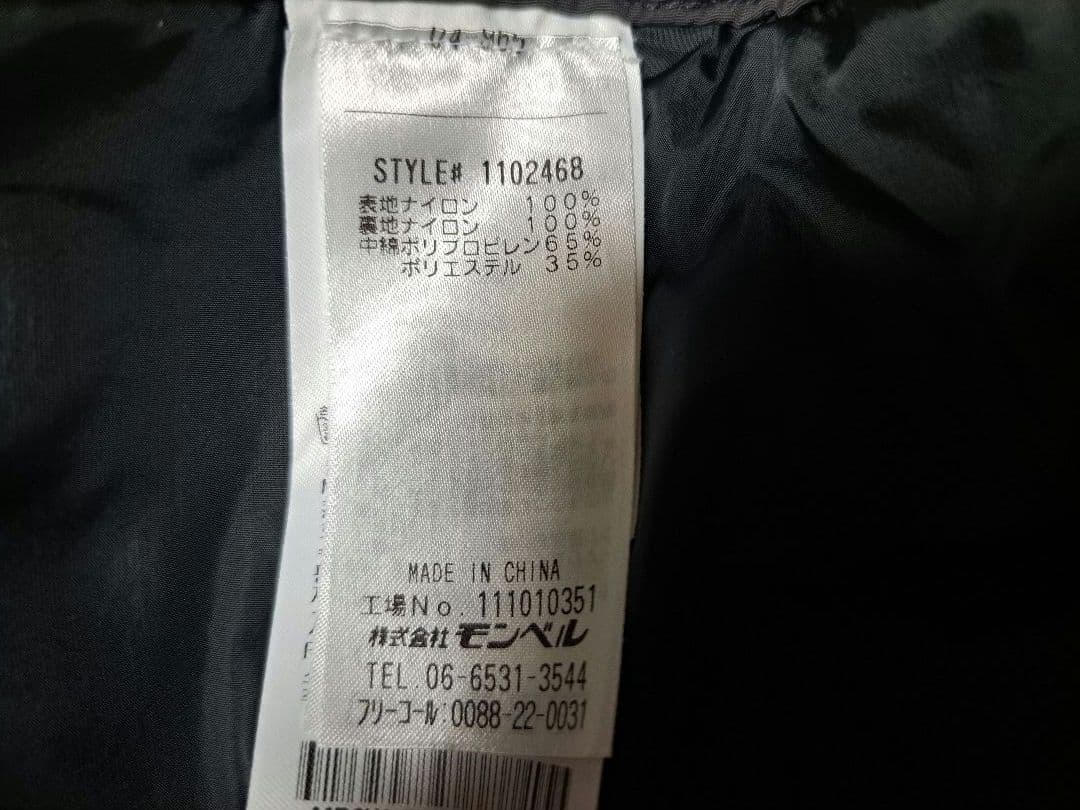 STYLE# 1102468
表地ナイロン 100%
裏地ナイロン 100%
中綿ポリプロピレン65%
ポリエステル 35%
MADE IN CHINA
工場No. 111010351
株式会社 モンベル
TEL.06-6531-3544
フリーコール:0088-22-0031